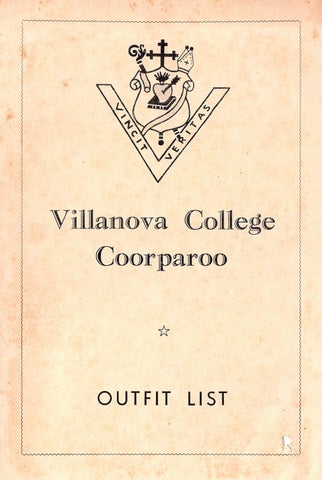 VINCIT VERITAS
Villanova College
Coorparoo
OUTFIT LIST